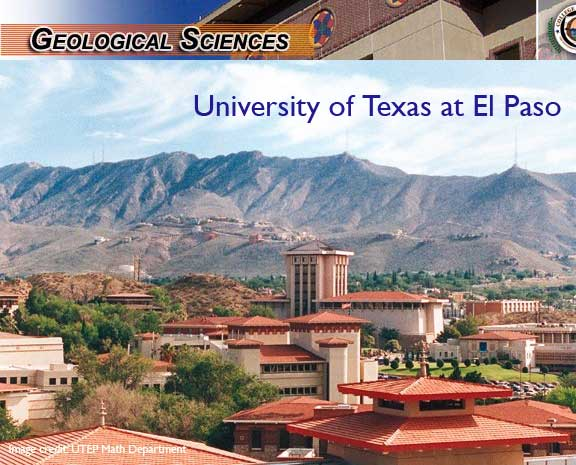 GEOLOGICAL SCIENCES
University of Texas at El Paso
Image credit: UTEP Math Department